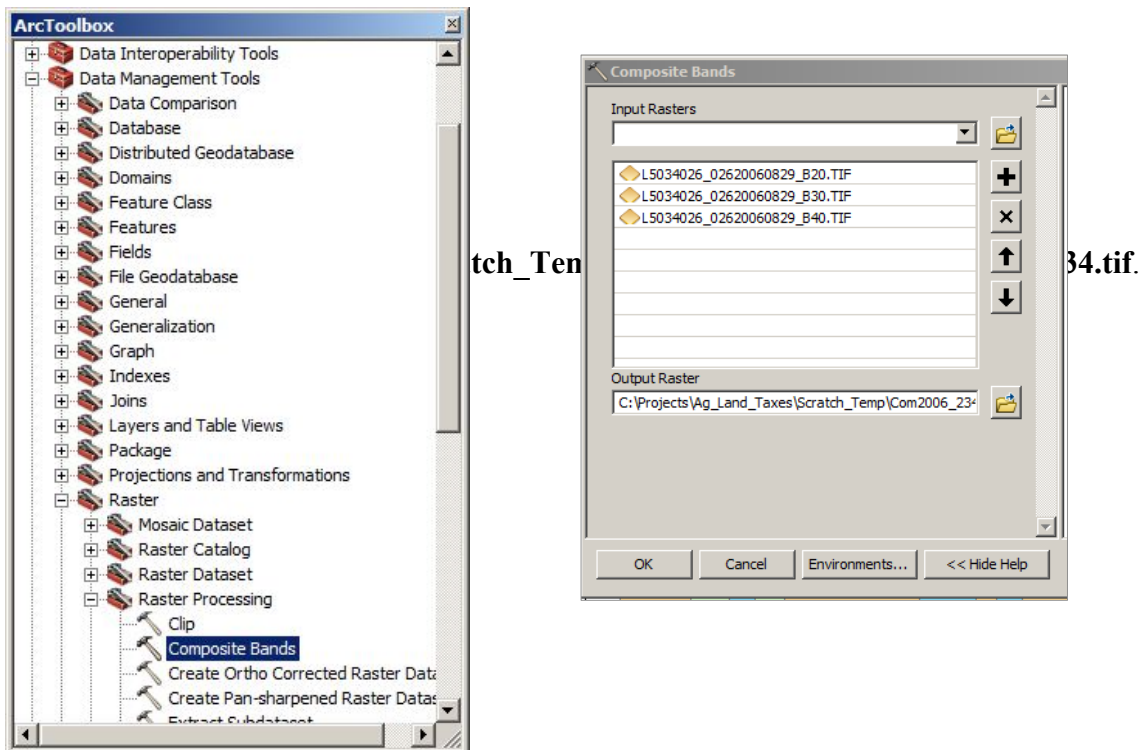 ArcToolbox
Data Interoperability Tools
Data Management Tools
Data Comparison
Database
Distributed Geodatabase
Domains
Feature Class
Features
Fields
File Geodatabase
General
Generalization
Graph
Indexes
Joins
Layers and Table Views
Package
Projections and Transformations
Raster
Mosaic Dataset
Raster Catalog
Raster Dataset
Raster Processing
Clip
Composite Bands
Create Ortho Corrected Raster Data
Create Pan-sharpened Raster Datas
Extract Subdataset
tch_Ten
34.tif.
Composite Bands
Input Rasters
L5034026_02620060829_B20.TIF
L5034026_02620060829_B30.TIF
L5034026_02620060829_B40.TIF
Output Raster
C:\Projects\Ag_Land_Taxes\Scratch_Temp\Com2006_234
OK Cancel Environments... << Hide Help